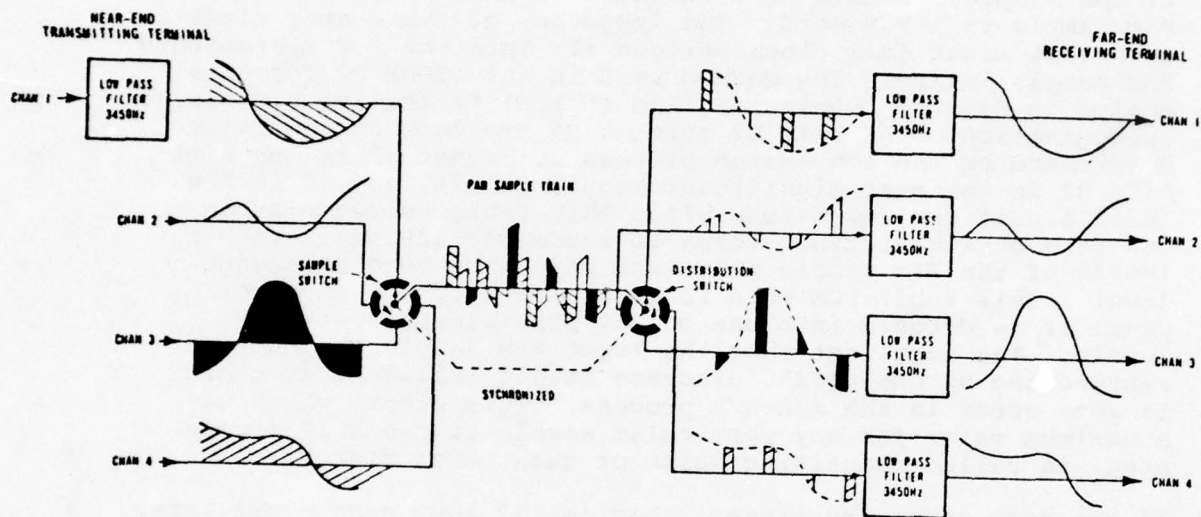 NEAR-END
TRANSMITTING TERMINAL
CHAN 1
LOW PASS
FILTER
3450Hz
CHAN 2
SAMPLE
SWITCH
CHAN 3
CHAN 4
PAM SAMPLE TRAIN
SYCHRONIZED
DISTRIBUTION
SWITCH
FAR-END
RECEIVING TERMINAL
LOW PASS
FILTER
3450Hz
CHAN 1
LOW PASS
FILTER
3450Hz
CHAN 2
LOW PASS
FILTER
3450Hz
CHAN 3
LOW PASS
FILTER
3450Hz
CHAN 4